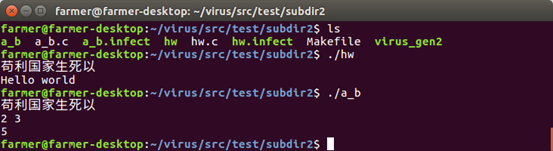 farmer@farmer-desktop: ~/virus/src/test/subdir2
farmer@farmer-desktop:~/virus/src/test/subdir2$ ls
a_b a_b.c a_b.infect hw hw.c hw.infect Makefile virus_gen2
farmer@farmer-desktop:~/virus/src/test/subdir2$ ./hw
苟利国家生死以
Hello world
farmer@farmer-desktop:~/virus/src/test/subdir2$ ./a_b
苟利国家生死以
2 3
5
farmer@farmer-desktop:~/virus/src/test/subdir2$